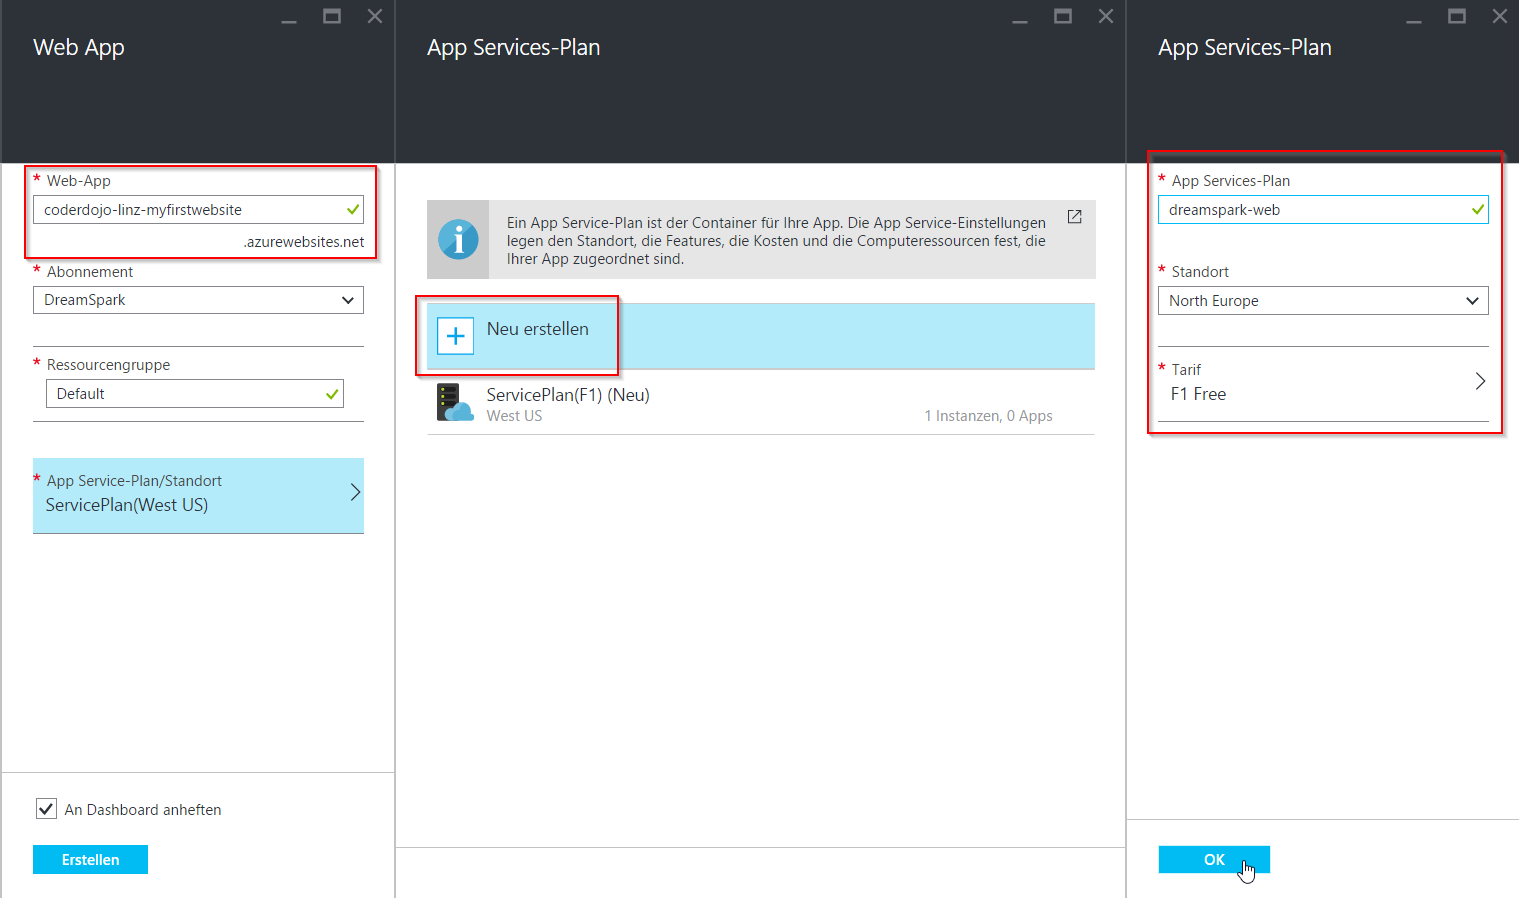 Web App
* Web-App
coderdojo-linz-myfirstwebsite
.azurewebsites.net
* Abonnement
DreamSpark
* Ressourcengruppe
Default
* App Service-Plan/Standort
ServicePlan(West US)
An Dashboard anheften
Erstellen
App Services-Plan
Ein App Service-Plan ist der Container für Ihre App. Die App Service-Einstellungen
legen den Standort, die Features, die Kosten und die Computeressourcen fest, die
Ihrer App zugeordnet sind.
Neu erstellen
ServicePlan(F1) (Neu)
West US
1 Instanzen, 0 Apps
App Services-Plan
* App Services-Plan
dreamspark-web
* Standort
North Europe
* Tarif
F1 Free
OK